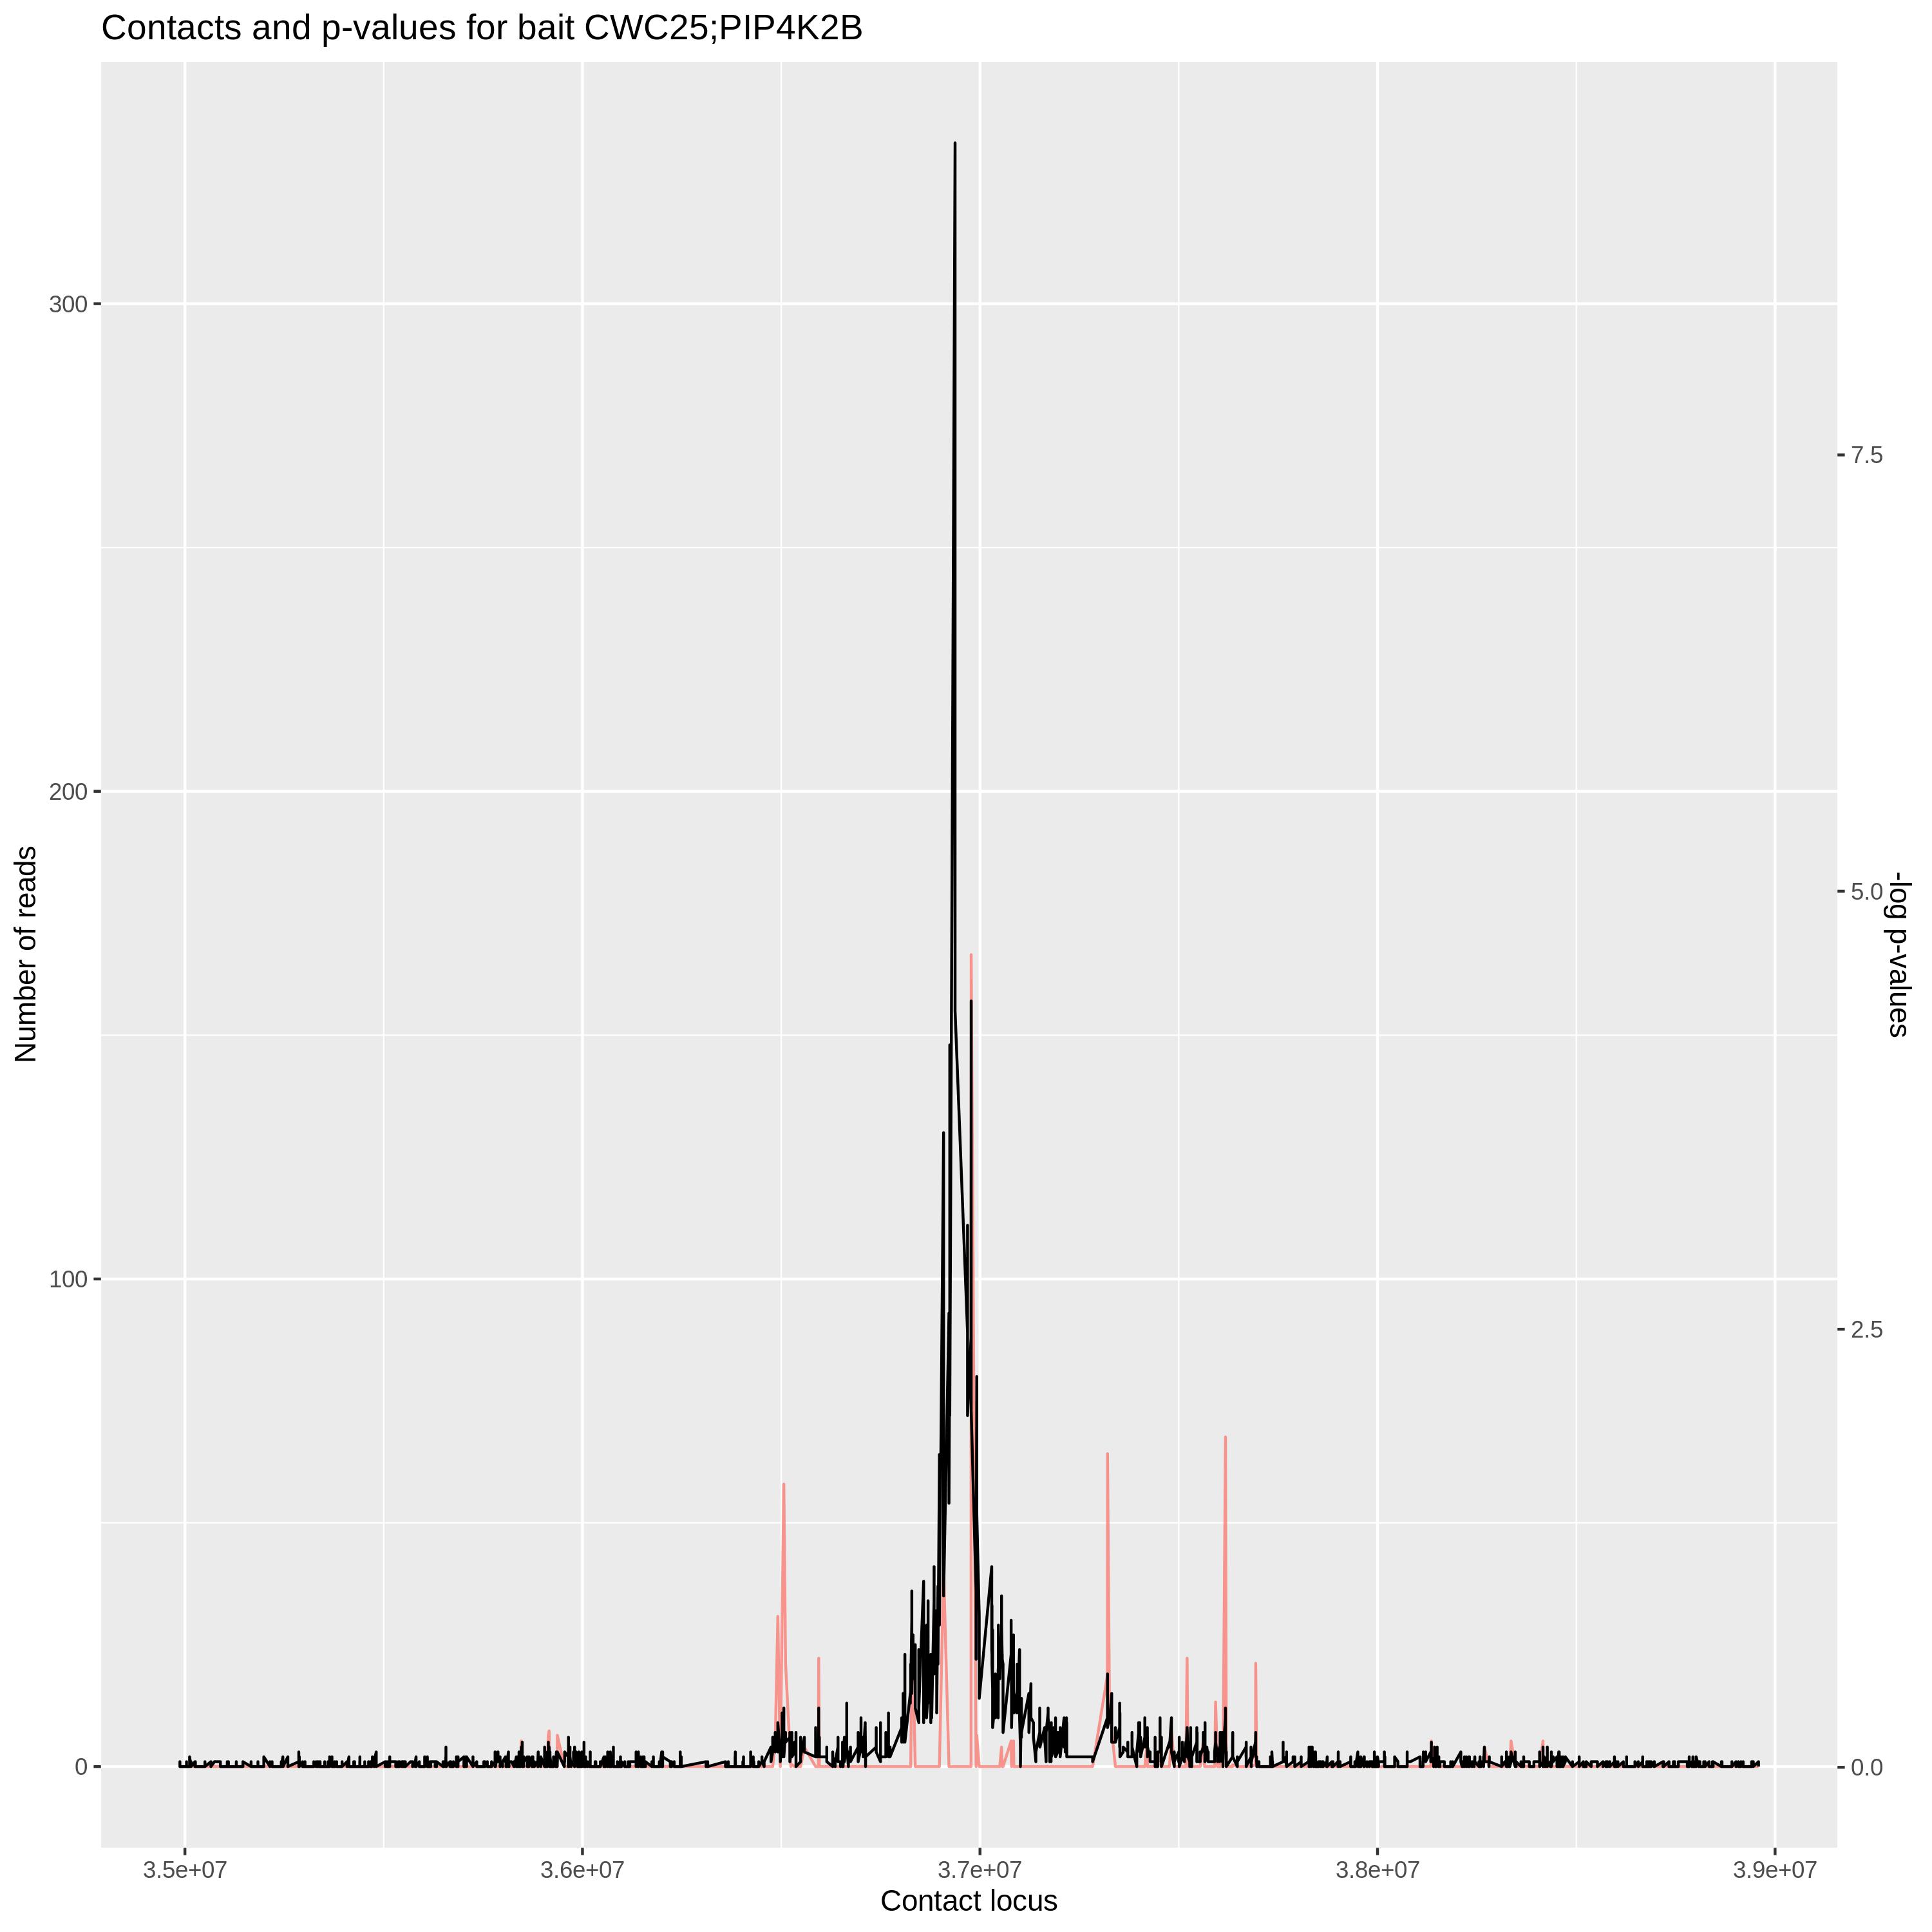 Contacts and p-values for bait CWC25;PIP4K2B
300
200
100
0
Number of reads
7.5
5.0
2.5
0.0
-log p-values
3.5e+07 3.6e+07 3.7e+07 3.8e+07 3.9e+07
Contact locus